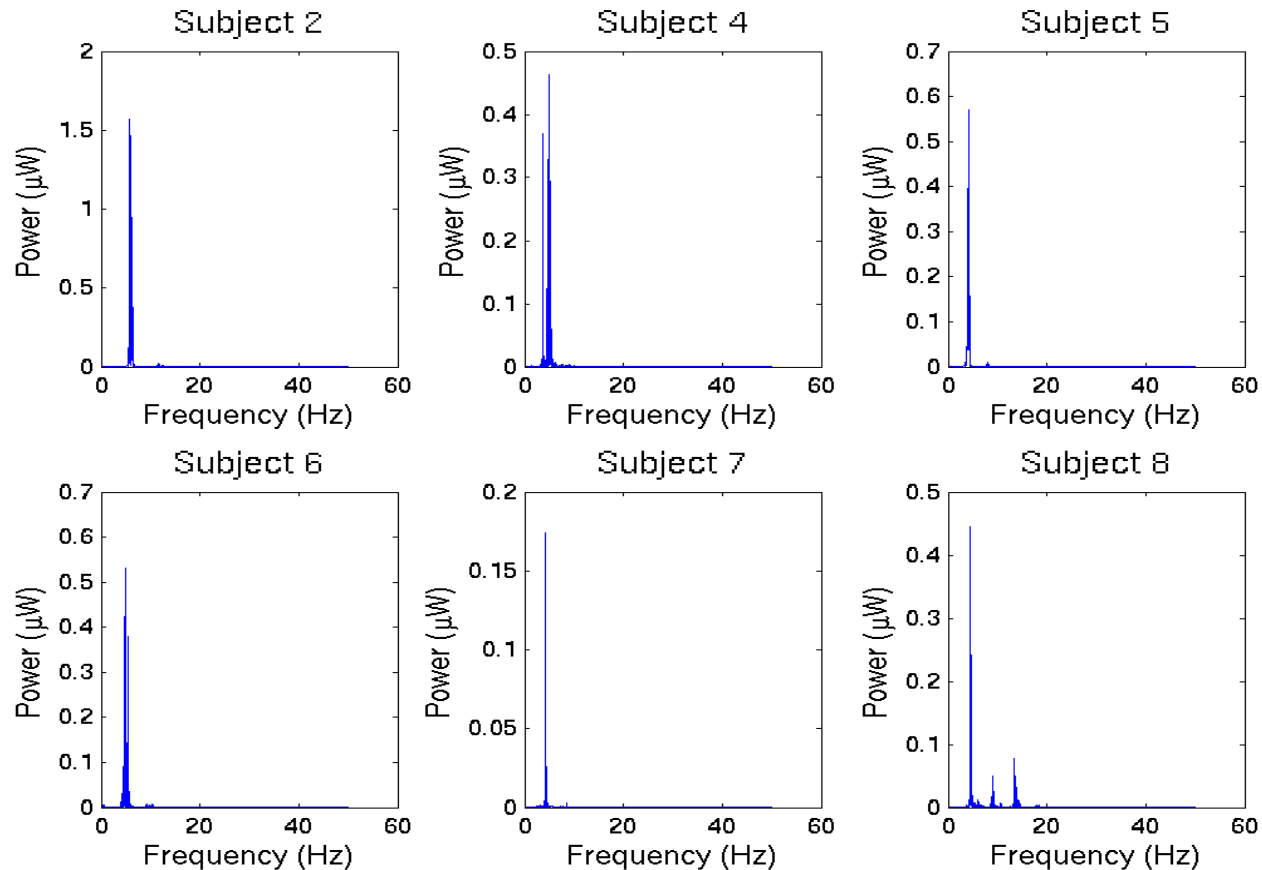 Subject 2
2
1.5
1
0.5
0
0 20 40 60
Power (μW)
Frequency (Hz)
Subject 4
0.5
0.4
0.3
0.2
0.1
0
0 20 40 60
Power (μW)
Frequency (Hz)
Subject 5
0.7
0.6
0.5
0.4
0.3
0.2
0.1
0
0 20 40 60
Power (μW)
Frequency (Hz)
Subject 6
0.7
0.6
0.5
0.4
0.3
0.2
0.1
0
0 20 40 60
Power (μW)
Frequency (Hz)
Subject 7
0.2
0.15
0.1
0.05
0
0 20 40 60
Power (μW)
Frequency (Hz)
Subject 8
0.5
0.4
0.3
0.2
0.1
0
0 20 40 60
Power (μW)
Frequency (Hz)